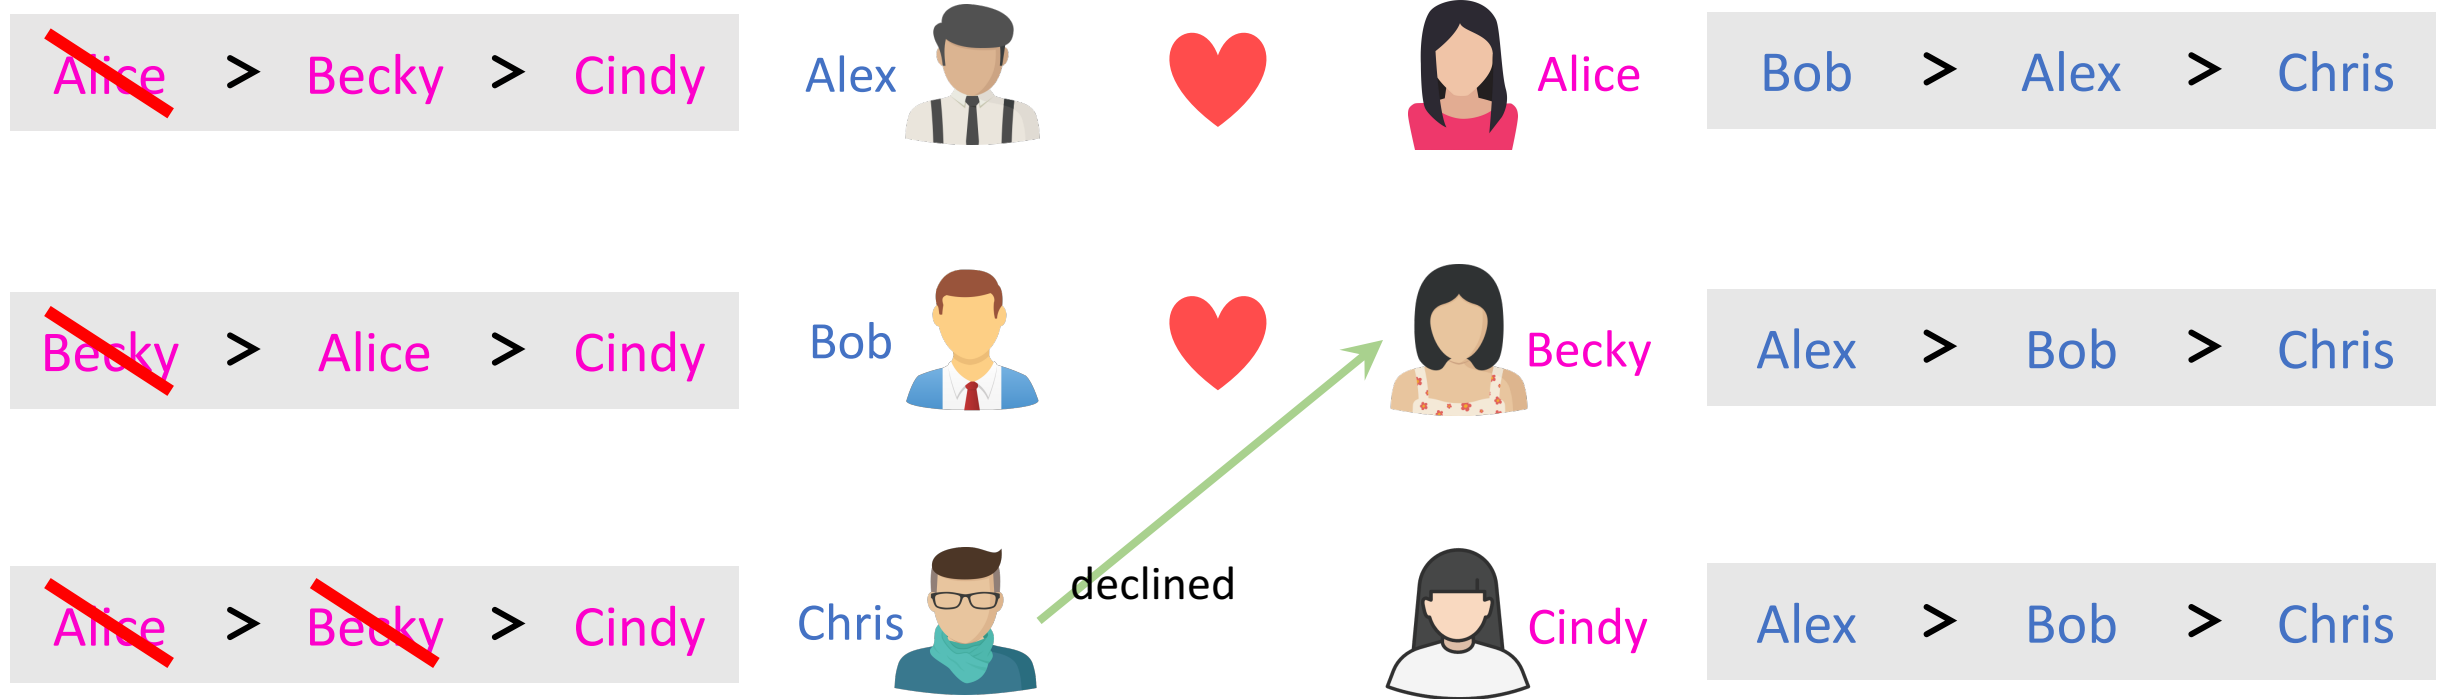 Alice > Becky > Cindy Alex Alice Bob > Alex > Chris
Becky > Alice > Cindy Bob Becky Alex > Bob > Chris
declined
Alice > Becky > Cindy Chris Cindy Alex > Bob > Chris